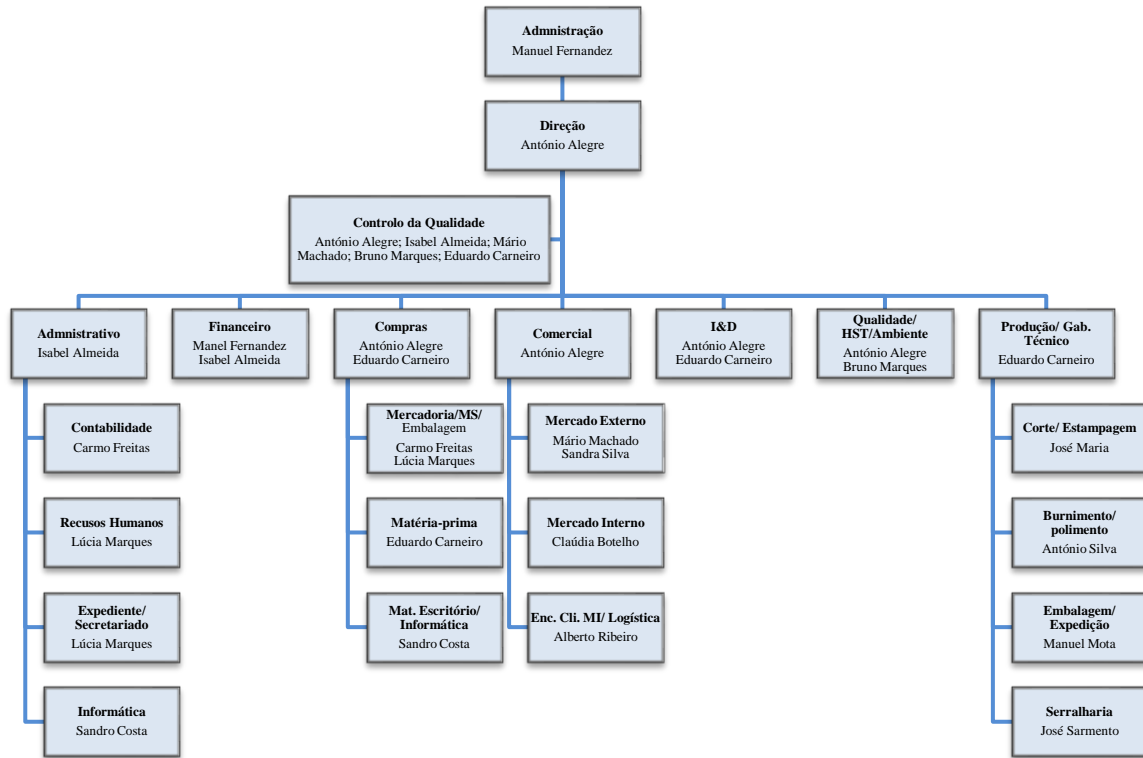 Admnistração
Manuel Fernandez
Direção
António Alegre
Controlo da Qualidade
António Alegre; Isabel Almeida; Mário
Machado; Bruno Marques; Eduardo Carneiro
Admnistrativo
Isabel Almeida
Financeiro
Manel Fernandez
Isabel Almeida
Compras
António Alegre
Eduardo Carneiro
Comercial
António Alegre
I&D
António Alegre
Eduardo Carneiro
Qualidade/
HST/Ambiente
António Alegre
Bruno Marques
Produção/ Gab.
Técnico
Eduardo Carneiro
Contabilidade
Carmo Freitas
Recusos Humanos
Lúcia Marques
Expediente/
Secretariado
Lúcia Marques
Informática
Sandro Costa
Mercadoria/MS/
Embalagem
Carmo Freitas
Lúcia Marques
Matéria-prima
Eduardo Carneiro
Mat. Escritório/
Informática
Sandro Costa
Mercado Externo
Mário Machado
Sandra Silva
Mercado Interno
Claúdia Botelho
Enc. Cli. MI/ Logística
Alberto Ribeiro
Corte/ Estampagem
José Maria
Burnimento/
polimento
António Silva
Embalagem/
Expedição
Manuel Mota
Serralharia
José Sarmento